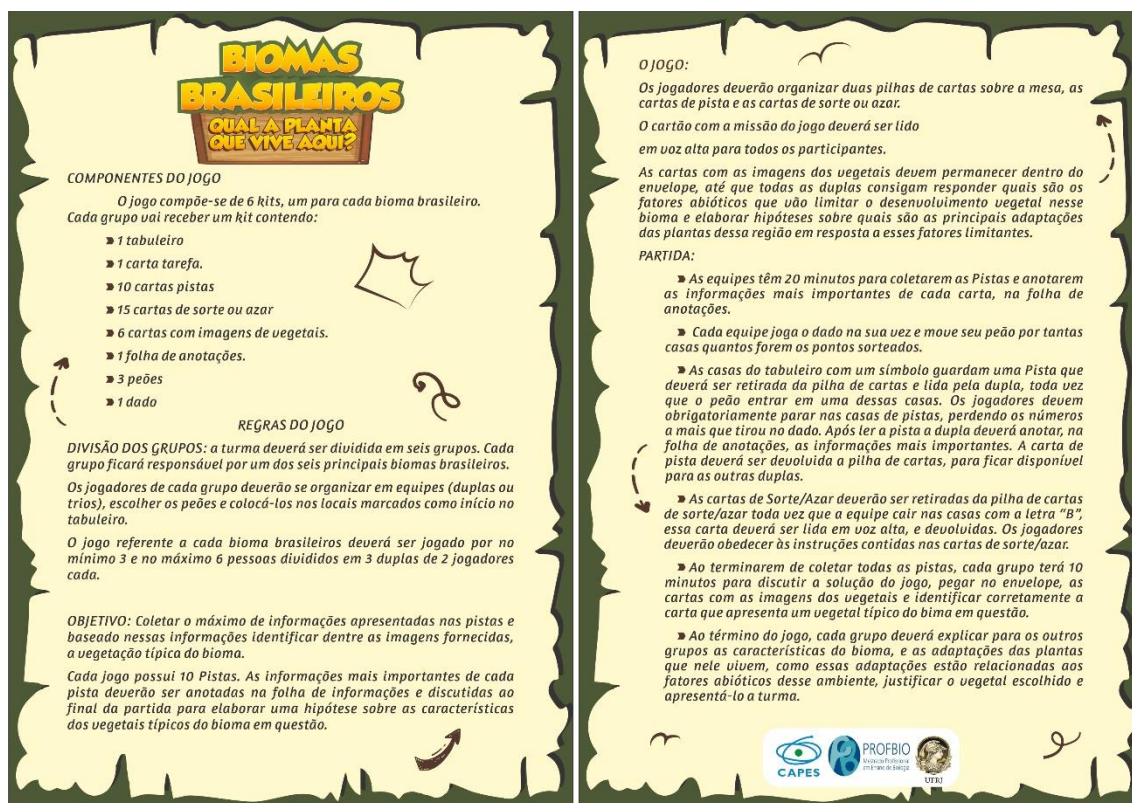 BIOMAS
BRASILEIROS
QUAL A PLANTA
QUE VIVE AQUI?
COMPONENTES DO JOGO
O jogo compõe-se de 6 kits, um para cada bioma brasileiro.
Cada grupo vai receber um kit contendo:
1 tabuleiro
1 carta tarefa.
10 cartas pistas
15 cartas de sorte ou azar
6 cartas com imagens de vegetais.
1 folha de anotações.
3 peões
1 dado
REGRAS DO JOGO
DIVISÃO DOS GRUPOS: a turma deverá ser dividida em seis grupos. Cada
grupo ficará responsável por um dos seis principais biomas brasileiros.
Os jogadores de cada grupo deverão se organizar em equipes (duplas ou
trios), escolher os peões e colocá-los nos locais marcados como início no
tabuleiro.
O jogo referente a cada bioma brasileiros deverá ser jogado por no
mínimo 3 e no máximo 6 pessoas divididos em 3 duplas de 2 jogadores
cada.
OBJETIVO: Coletar o máximo de informações apresentadas nas pistas e
baseado nessas informações identificar dentre as imagens fornecidas,
a vegetação típica do bioma.
Cada jogo possui 10 Pistas. As informações mais importantes de cada
pista deverão ser anotadas na folha de informações e discutidas ao
final da partida para elaborar uma hipótese sobre as características
dos vegetais típicos do bioma em questão.
O JOGO:
Os jogadores deverão organizar duas pilhas de cartas sobre a mesa, as
cartas de pista e as cartas de sorte ou azar.
O cartão com a missão do jogo deverá ser lido
em voz alta para todos os participantes.
As cartas com as imagens dos vegetais devem permanecer dentro do
envelope, até que todas as duplas consigam responder quais são os
fatores abióticos que vão limitar o desenvolvimento vegetal nesse
bioma e elaborar hipóteses sobre quais são as principais adaptações
das plantas dessa região em resposta a esses fatores limitantes.
PARTIDA:
As equipes têm 20 minutos para coletarem as Pistas e anotarem
as informações mais importantes de cada carta, na folha de
anotações.
Cada equipe joga o dado na sua vez e move seu peão por tantas
casas quantos forem os pontos sorteados.
As casas do tabuleiro com um símbolo guardam uma Pista que
deverá ser retirada da pilha de cartas e lida pela dupla, toda vez
que o peão entrar em uma dessas casas. Os jogadores devem
obrigatoriamente parar nas casas de pistas, perdendo os números
a mais que tirou no dado. Após ler a pista a dupla deverá anotar, na
folha de anotações, as informações mais importantes. A carta de
pista deverá ser devolvida a pilha de cartas, para ficar disponível
para as outras duplas.
As cartas de Sorte/Azar deverão ser retiradas da pilha de cartas
de sorte/azar toda vez que a equipe cair nas casas com a letra “B”,
essa carta deverá ser lida em voz alta, e devolvidas. Os jogadores
deverão obedecer às instruções contidas nas cartas de sorte/azar.
Ao terminarem de coletar todas as pistas, cada grupo terá 10
minutos para discutir a solução do jogo, pegar no envelope, as
cartas com as imagens dos vegetais e identificar corretamente a
carta que apresenta um vegetal típico do bima em questão.
Ao término do jogo, cada grupo deverá explicar para os outros
grupos as características do bioma, e as adaptações das plantas
que nele vivem, como essas adaptações estão relacionadas aos
fatores abióticos desse ambiente, justificar o vegetal escolhido e
apresentá-lo a turma.
CAPES
PROFBIO
Mestrado Profissional
em Ensino de Biologia
UFRJ